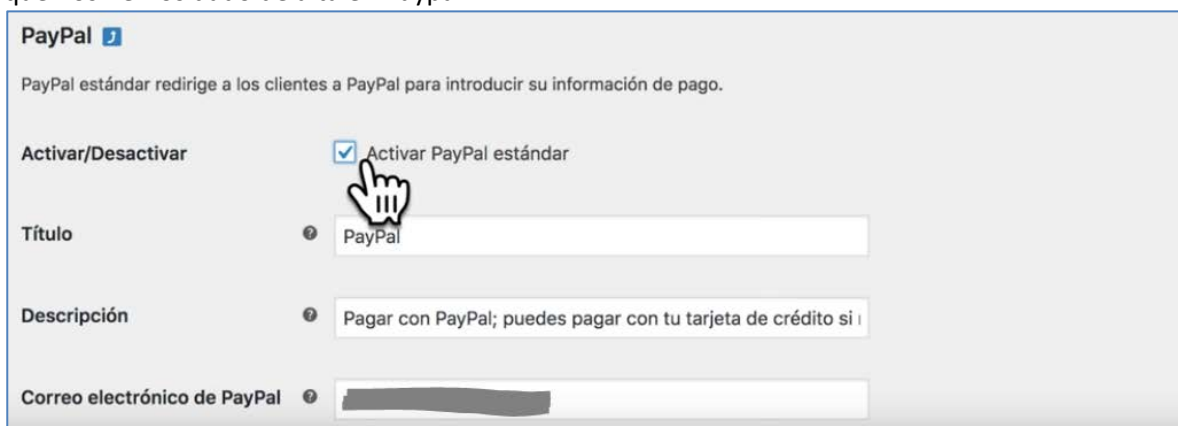 PayPal
PayPal estándar redirige a los clientes a PayPal para introducir su información de pago.
Activar/Desactivar Activar PayPal estándar
Título PayPal
Descripción Pagar con PayPal; puedes pagar con tu tarjeta de crédito si
Correo electrónico de PayPal